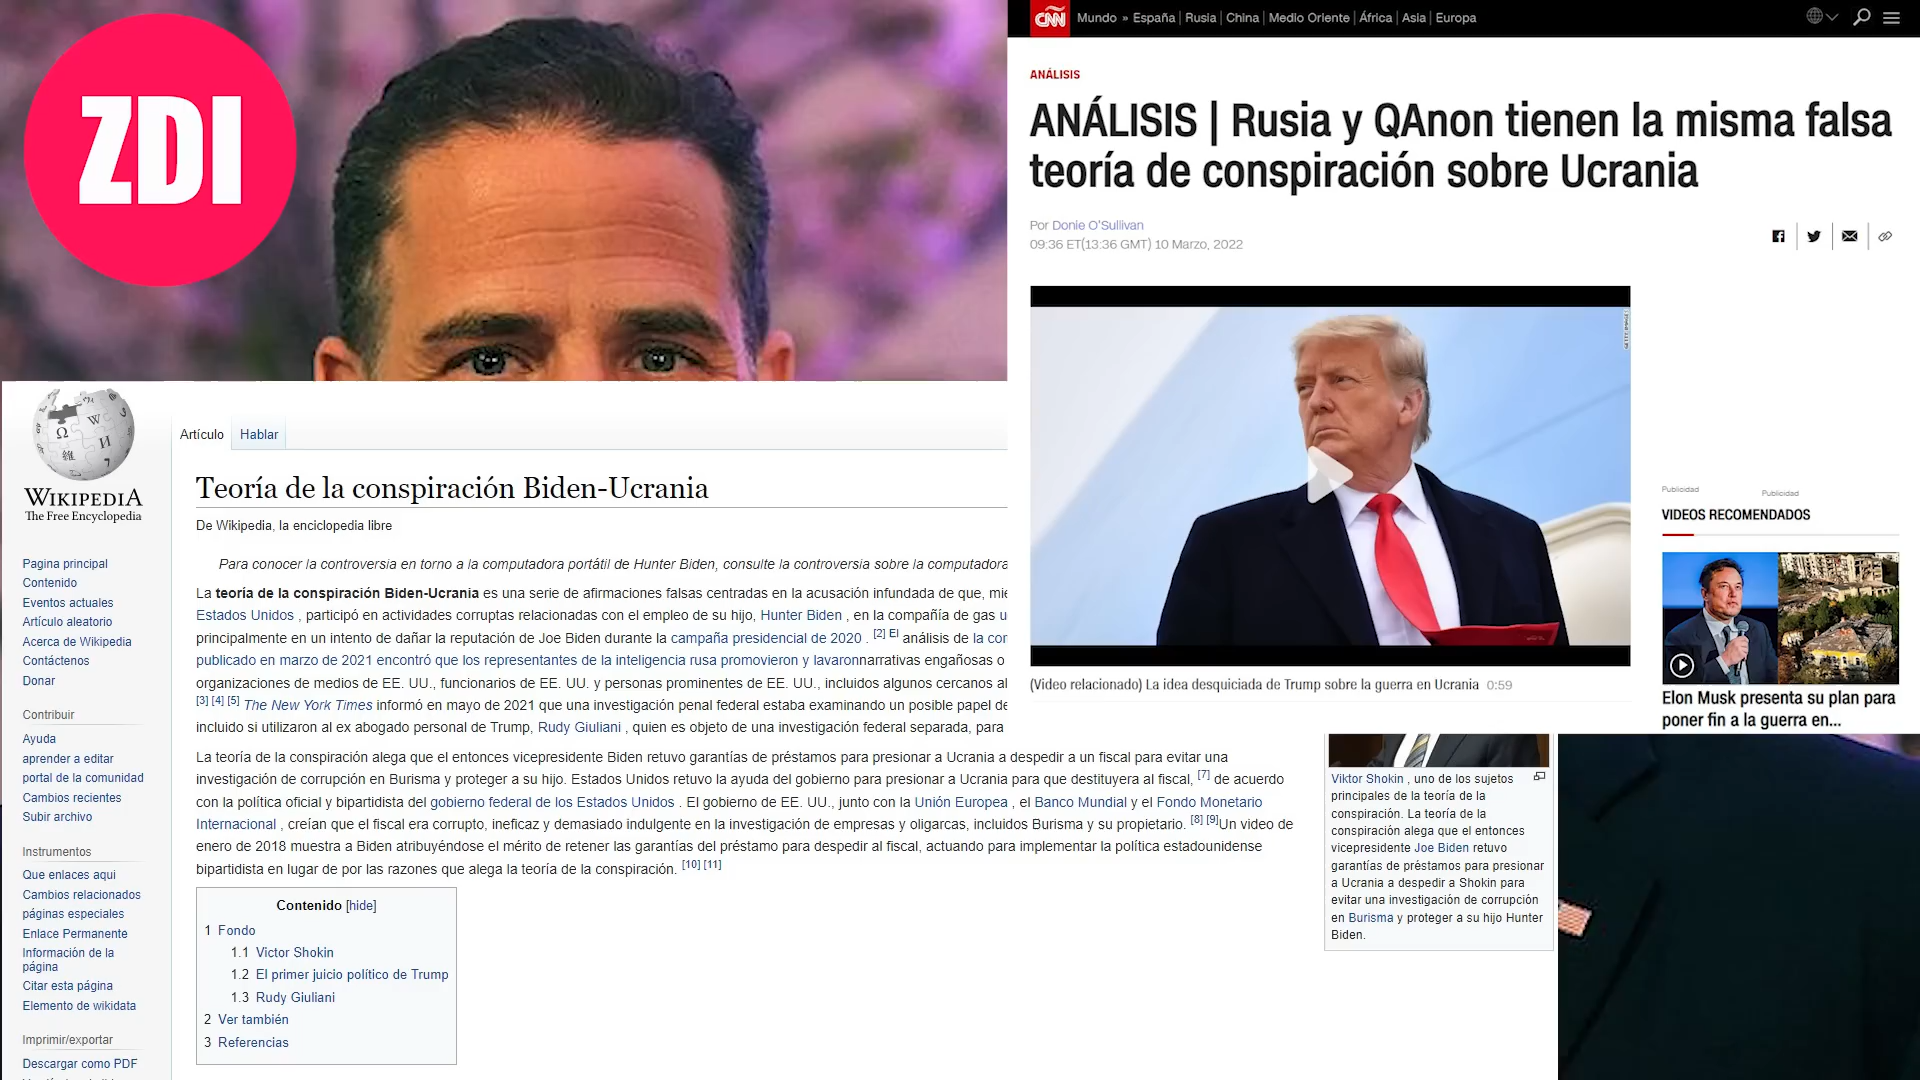 ZDI
CNN
Mundo » España | Rusia | China | Medio Oriente | África | Asia | Europa
ANÁLISIS
ANÁLISIS | Rusia y QAnon tienen la misma falsa
teoría de conspiración sobre Ucrania
Por Donie O'Sullivan
09:36 ET(13:36 GMT) 10 Marzo, 2022
(Video relacionado) La idea desquiciada de Trump sobre la guerra en Ucrania 0:59
Publicidad
Publicidad
VIDEOS RECOMENDADOS
Elon Musk presenta su plan para
poner fin a la guerra en...
WIKIPEDIA
The Free Encyclopedia
Pagina principal
Contenido
Eventos actuales
Artículo aleatorio
Acerca de Wikipedia
Contáctenos
Donar
Contribuir
Ayuda
aprender a editar
portal de la comunidad
Cambios recientes
Subir archivo
Instrumentos
Que enlaces aqui
Cambios relacionados
páginas especiales
Enlace Permanente
Información de la
página
Citar esta página
Elemento de wikidata
Imprimir/exportar
Descargar como PDF
Artículo Hablar
Teoría de la conspiración Biden-Ucrania
De Wikipedia, la enciclopedia libre
Para conocer la controversia en torno a la computadora portátil de Hunter Biden, consulte la controversia sobre la computadora
La teoría de la conspiración Biden-Ucrania es una serie de afirmaciones falsas centradas en la acusación infundada de que, mie
Estados Unidos , participó en actividades corruptas relacionadas con el empleo de su hijo, Hunter Biden , en la compañía de gas u
principalmente en un intento de dañar la reputación de Joe Biden durante la campaña presidencial de 2020 . [2] El análisis de la cor
publicado en marzo de 2021 encontró que los representantes de la inteligencia rusa promovieron y lavaronnarrativas engañosas o
organizaciones de medios de EE. UU., funcionarios de EE. UU. y personas prominentes de EE. UU., incluidos algunos cercanos al
[3] [4] [5] The New York Times informó en mayo de 2021 que una investigación penal federal estaba examinando un posible papel de
incluido si utilizaron al ex abogado personal de Trump, Rudy Giuliani , quien es objeto de una investigación federal separada, para
La teoría de la conspiración alega que el entonces vicepresidente Biden retuvo garantías de préstamos para presionar a Ucrania a despedir a un fiscal para evitar una
investigación de corrupción en Burisma y proteger a su hijo. Estados Unidos retuvo la ayuda del gobierno para presionar a Ucrania para que destituyera al fiscal, [7] de acuerdo
con la política oficial y bipartidista del gobierno federal de los Estados Unidos . El gobierno de EE. UU., junto con la Unión Europea , el Banco Mundial y el Fondo Monetario
Internacional , creían que el fiscal era corrupto, ineficaz y demasiado indulgente en la investigación de empresas y oligarcas, incluidos Burisma y su propietario. [8] [9]Un video de
enero de 2018 muestra a Biden atribuyéndose el mérito de retener las garantías del préstamo para despedir al fiscal, actuando para implementar la política estadounidense
bipartidista en lugar de por las razones que alega la teoría de la conspiración. [10] [11]
Contenido [hide]
1 Fondo
1.1 Victor Shokin
1.2 El primer juicio político de Trump
1.3 Rudy Giuliani
2 Ver también
3 Referencias
Viktor Shokin , uno de los sujetos
principales de la teoría de la
conspiración. La teoría de la
conspiración alega que el entonces
vicepresidente Joe Biden retuvo
garantías de préstamos para presionar
a Ucrania a despedir a Shokin para
evitar una investigación de corrupción
en Burisma y proteger a su hijo Hunter
Biden.